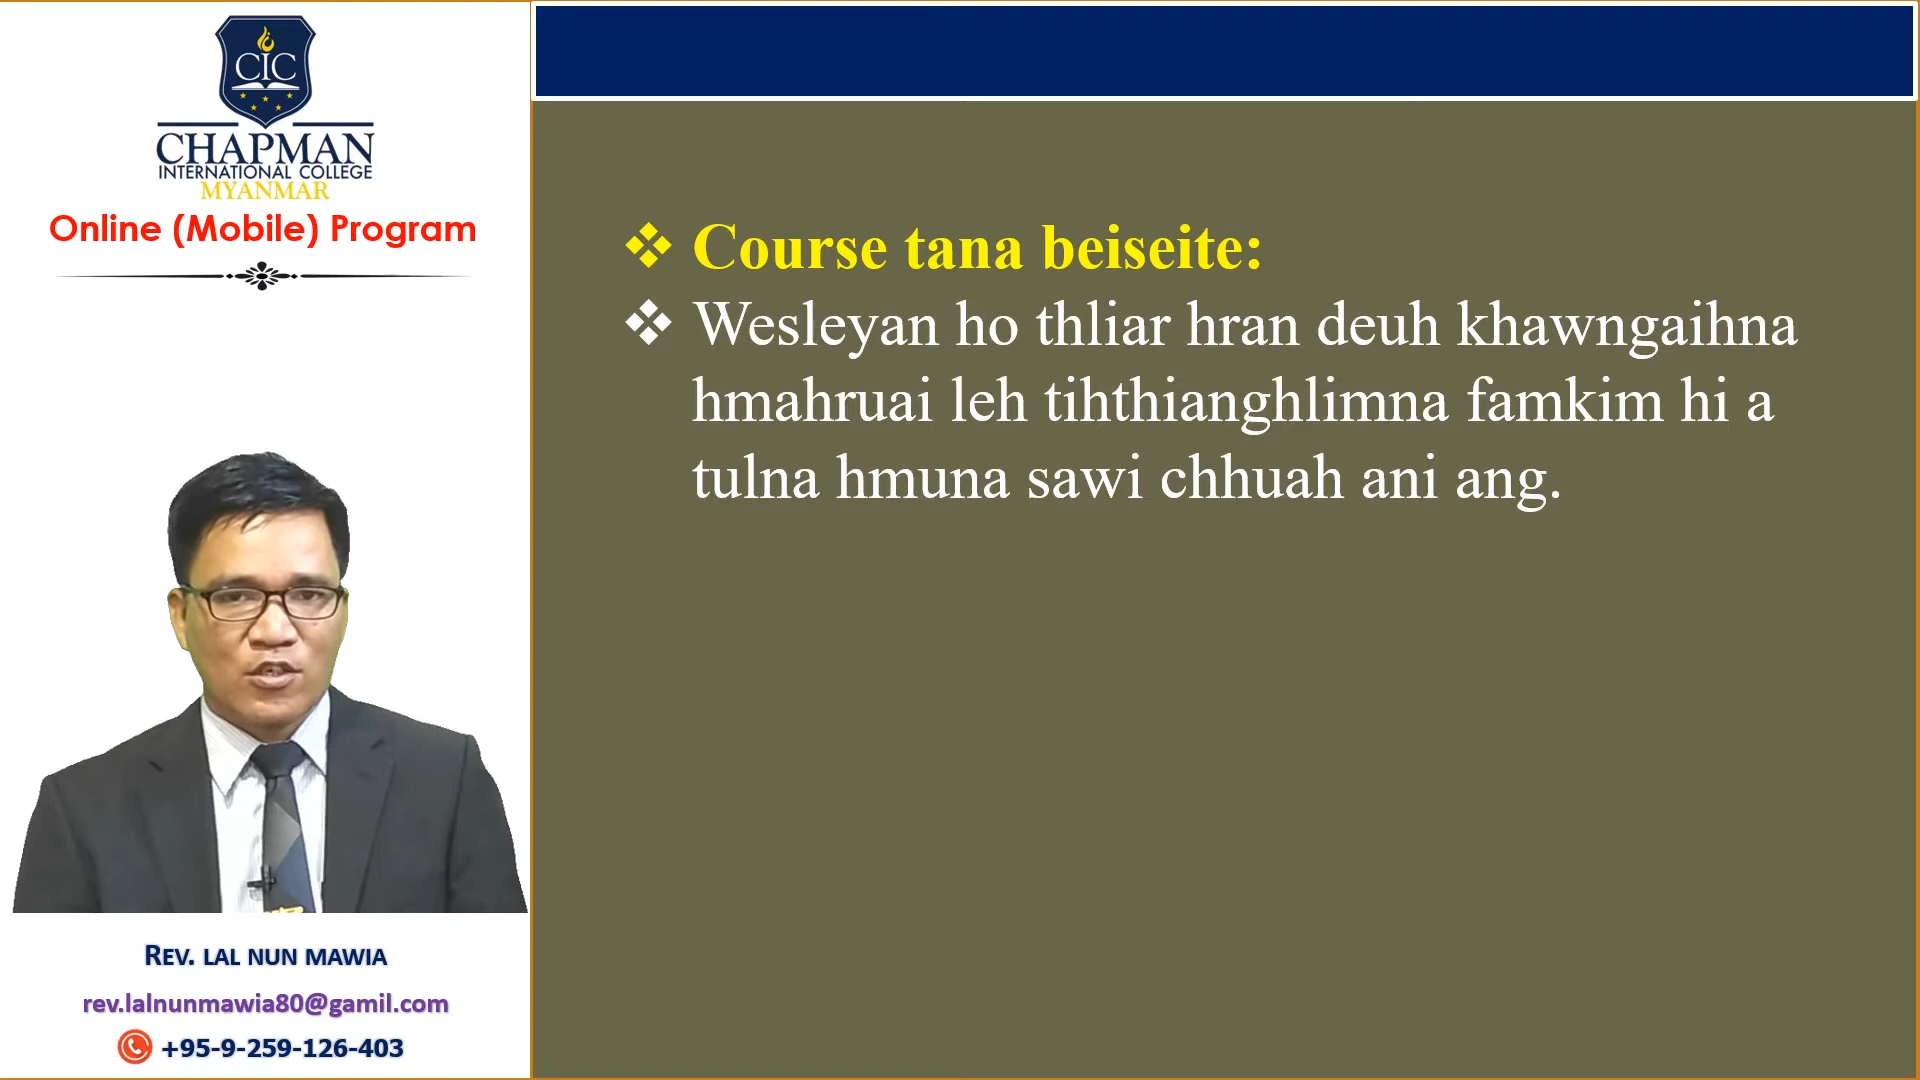 CIC
CHAPMAN
INTERNATIONAL COLLEGE
MYANMAR
Online (Mobile) Program
REV. LAL NUN MAWIA
rev.lalnunmawia80@gamil.com
+95-9-259-126-403
❖ Course tana beiseite:
❖ Wesleyan ho thliar hran deuh khawngaihna
hmahruai leh tihthianghlimna famkim hi a
tulna hmuna sawi chhuah ani ang.